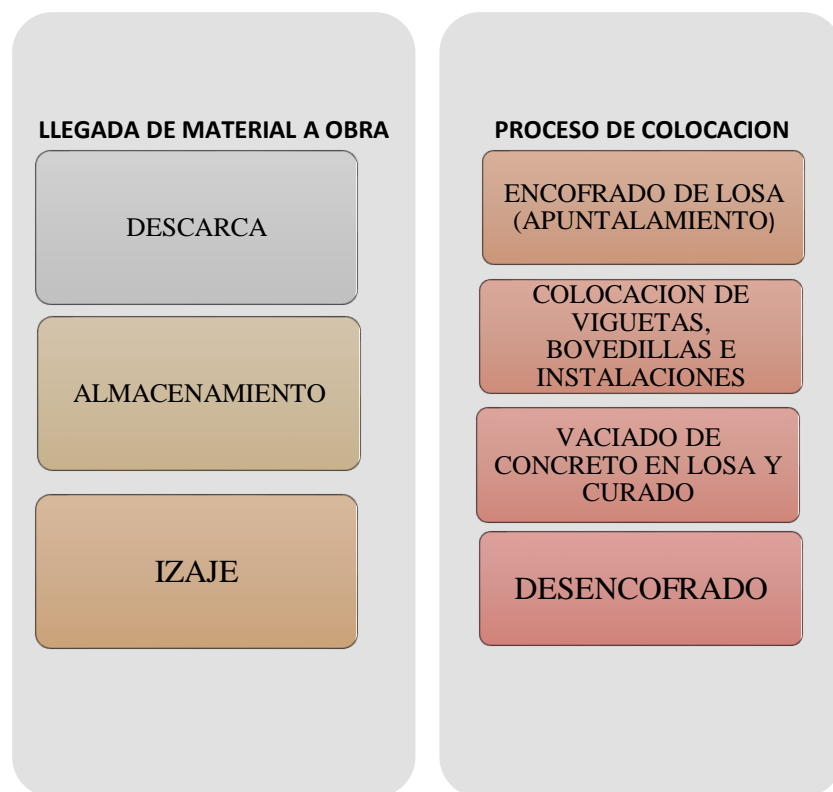 LLEGADA DE MATERIAL A OBRA
DESCARCA
ALMACENAMIENTO
IZAJE
PROCESO DE COLOCACION
ENCOFRADO DE LOSA
(APUNTALAMIENTO)
COLOCACION DE
VIGUETAS,
BOVEDILLAS E
INSTALACIONES
VACIADO DE
CONCRETO EN LOSA Y
CURADO
DESENCOFRADO